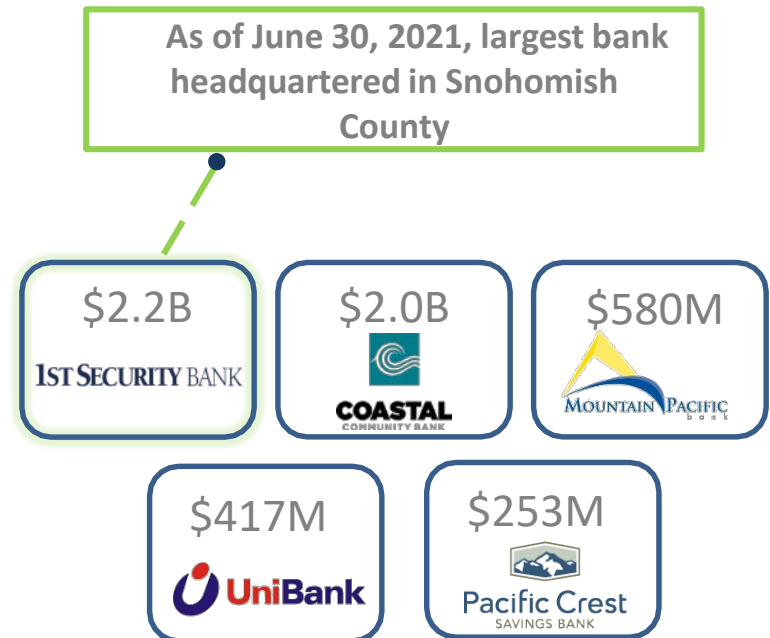 As of June 30, 2021, largest bank
headquartered in Snohomish
County
$2.2B
1ST SECURITY BANK
$2.0B
COASTAL
COMMUNITY BANK
$580M
MOUNTAIN PACIFIC
bank
$417M
UniBank
$253M
Pacific Crest
SAVINGS BANK